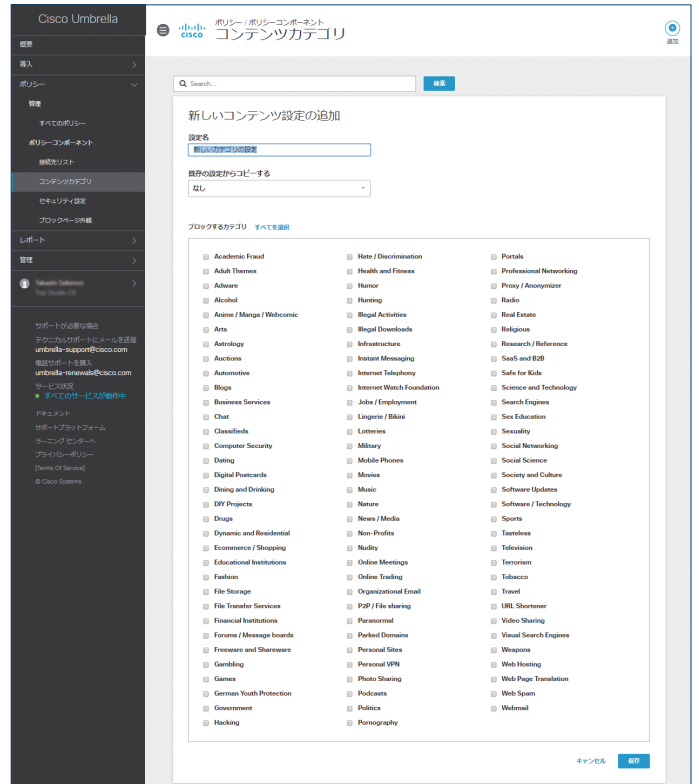 Cisco Umbrella
概要
導入
ポリシー
管理
すべてのポリシー
ポリシーコンポーネント
接続先リスト
コンテンツカテゴリ
セキュリティ設定
ブロックページ外観
レポート
管理
サポートが必要な場合
テクニカルサポートにメールを送信
umbrella-support@cisco.com
電話サポートを購入
umbrella-renewals@cisco.com
サービス状況
すべてのサービスが動作中
ドキュメント
サポートプラットフォーム
ラーニング センターへ
プライバシーポリシー
[Terms Of Service]
© Cisco Systems
CISCO
ポリシー / ポリシーコンポーネント
コンテンツカテゴリ
追加
Search...
検索
新しいコンテンツ設定の追加
設定名
新しいカテゴリの設定
既存の設定からコピーする
なし
ブロックするカテゴリ すべてを選択
Academic Fraud
Adult Themes
Adware
Alcohol
Anime / Manga / Webcomic
Arts
Astrology
Auctions
Automotive
Blogs
Business Services
Chat
Classifieds
Computer Security
Dating
Digital Postcards
Dining and Drinking
DIY Projects
Drugs
Dynamic and Residential
Ecommerce / Shopping
Educational Institutions
Fashion
File Storage
File Transfer Services
Financial Institutions
Forums / Message boards
Freeware and Shareware
Gambling
Games
German Youth Protection
Government
Hacking
Hate / Discrimination
Health and Fitness
Humor
Hunting
Illegal Activities
Illegal Downloads
Infrastructure
Instant Messaging
Internet Telephony
Internet Watch Foundation
Jobs / Employment
Lingerie / Bikini
Lotteries
Military
Mobile Phones
Movies
Music
Nature
News / Media
Non-Profits
Nudity
Online Meetings
Online Trading
Organizational Email
P2P / File sharing
Paranormal
Parked Domains
Personal Sites
Personal VPN
Photo Sharing
Podcasts
Politics
Pornography
Portals
Professional Networking
Proxy / Anonymizer
Radio
Real Estate
Religious
Research / Reference
SaaS and B2B
Safe for Kids
Science and Technology
Search Engines
Sex Education
Sexuality
Social Networking
Social Science
Society and Culture
Software Updates
Software / Technology
Sports
Tasteless
Television
Terrorism
Tobacco
Travel
URL Shortener
Video Sharing
Visual Search Engines
Weapons
Web Hosting
Web Page Translation
Web Spam
Webmail
キャンセル
保存